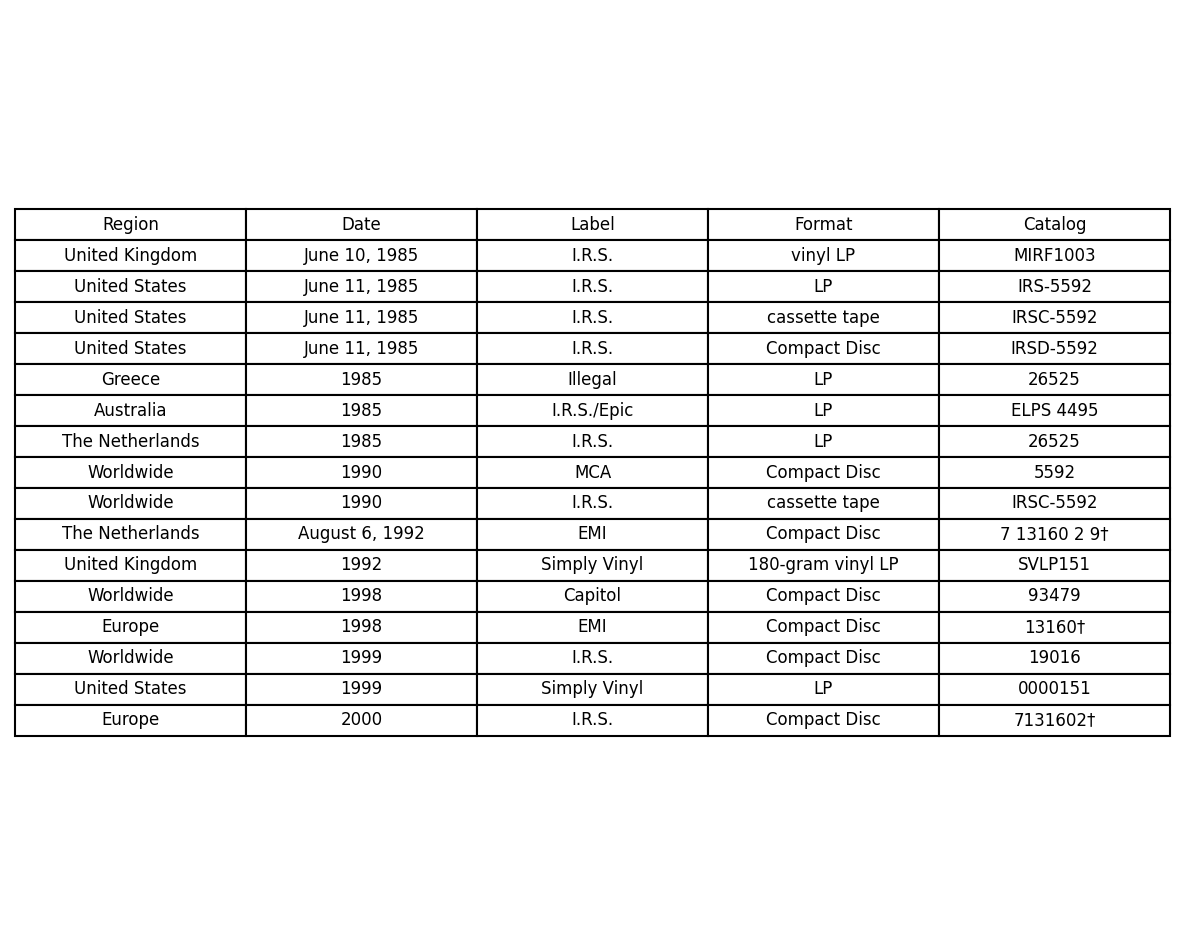 Region Date Label Format Catalog
United Kingdom June 10, 1985 I.R.S. vinyl LP MIRF1003
United States June 11, 1985 I.R.S. LP IRS-5592
United States June 11, 1985 I.R.S. cassette tape IRSC-5592
United States June 11, 1985 I.R.S. Compact Disc IRSD-5592
Greece 1985 Illegal LP 26525
Australia 1985 I.R.S./Epic LP ELPS 4495
The Netherlands 1985 I.R.S. LP 26525
Worldwide 1990 MCA Compact Disc 5592
Worldwide 1990 I.R.S. cassette tape IRSC-5592
The Netherlands August 6, 1992 EMI Compact Disc 7 13160 2 9†
United Kingdom 1992 Simply Vinyl 180-gram vinyl LP SVLP151
Worldwide 1998 Capitol Compact Disc 93479
Europe 1998 EMI Compact Disc 13160†
Worldwide 1999 I.R.S. Compact Disc 19016
United States 1999 Simply Vinyl LP 0000151
Europe 2000 I.R.S. Compact Disc 7131602†